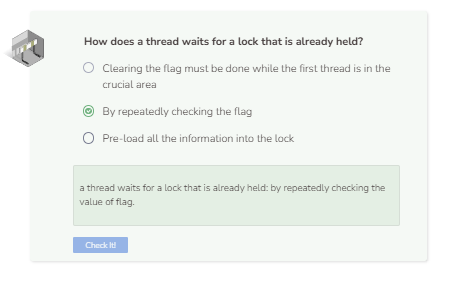 How does a thread waits for a lock that is already held?
Clearing the flag must be done while the first thread is in the
crucial area
By repeatedly checking the flag
Pre-load all the information into the lock
a thread waits for a lock that is already held: by repeatedly checking the
value of flag.
Check It!